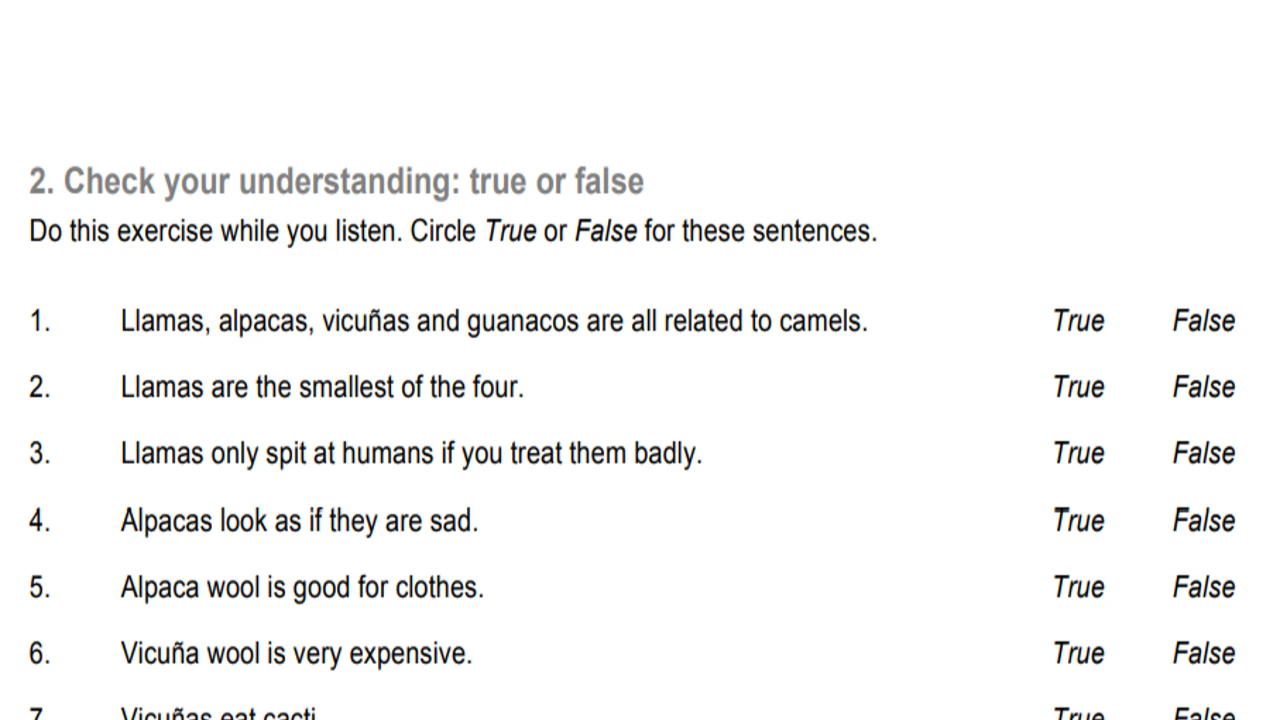 2. Check your understanding: true or false
Do this exercise while you listen. Circle True or False for these sentences.
1. Llamas, alpacas, vicuñas and guanacos are all related to camels. True False
2. Llamas are the smallest of the four. True False
3. Llamas only spit at humans if you treat them badly. True False
4. Alpacas look as if they are sad. True False
5. Alpaca wool is good for clothes. True False
6. Vicuña wool is very expensive. True False
7. Vicuñas eat cacti. True False